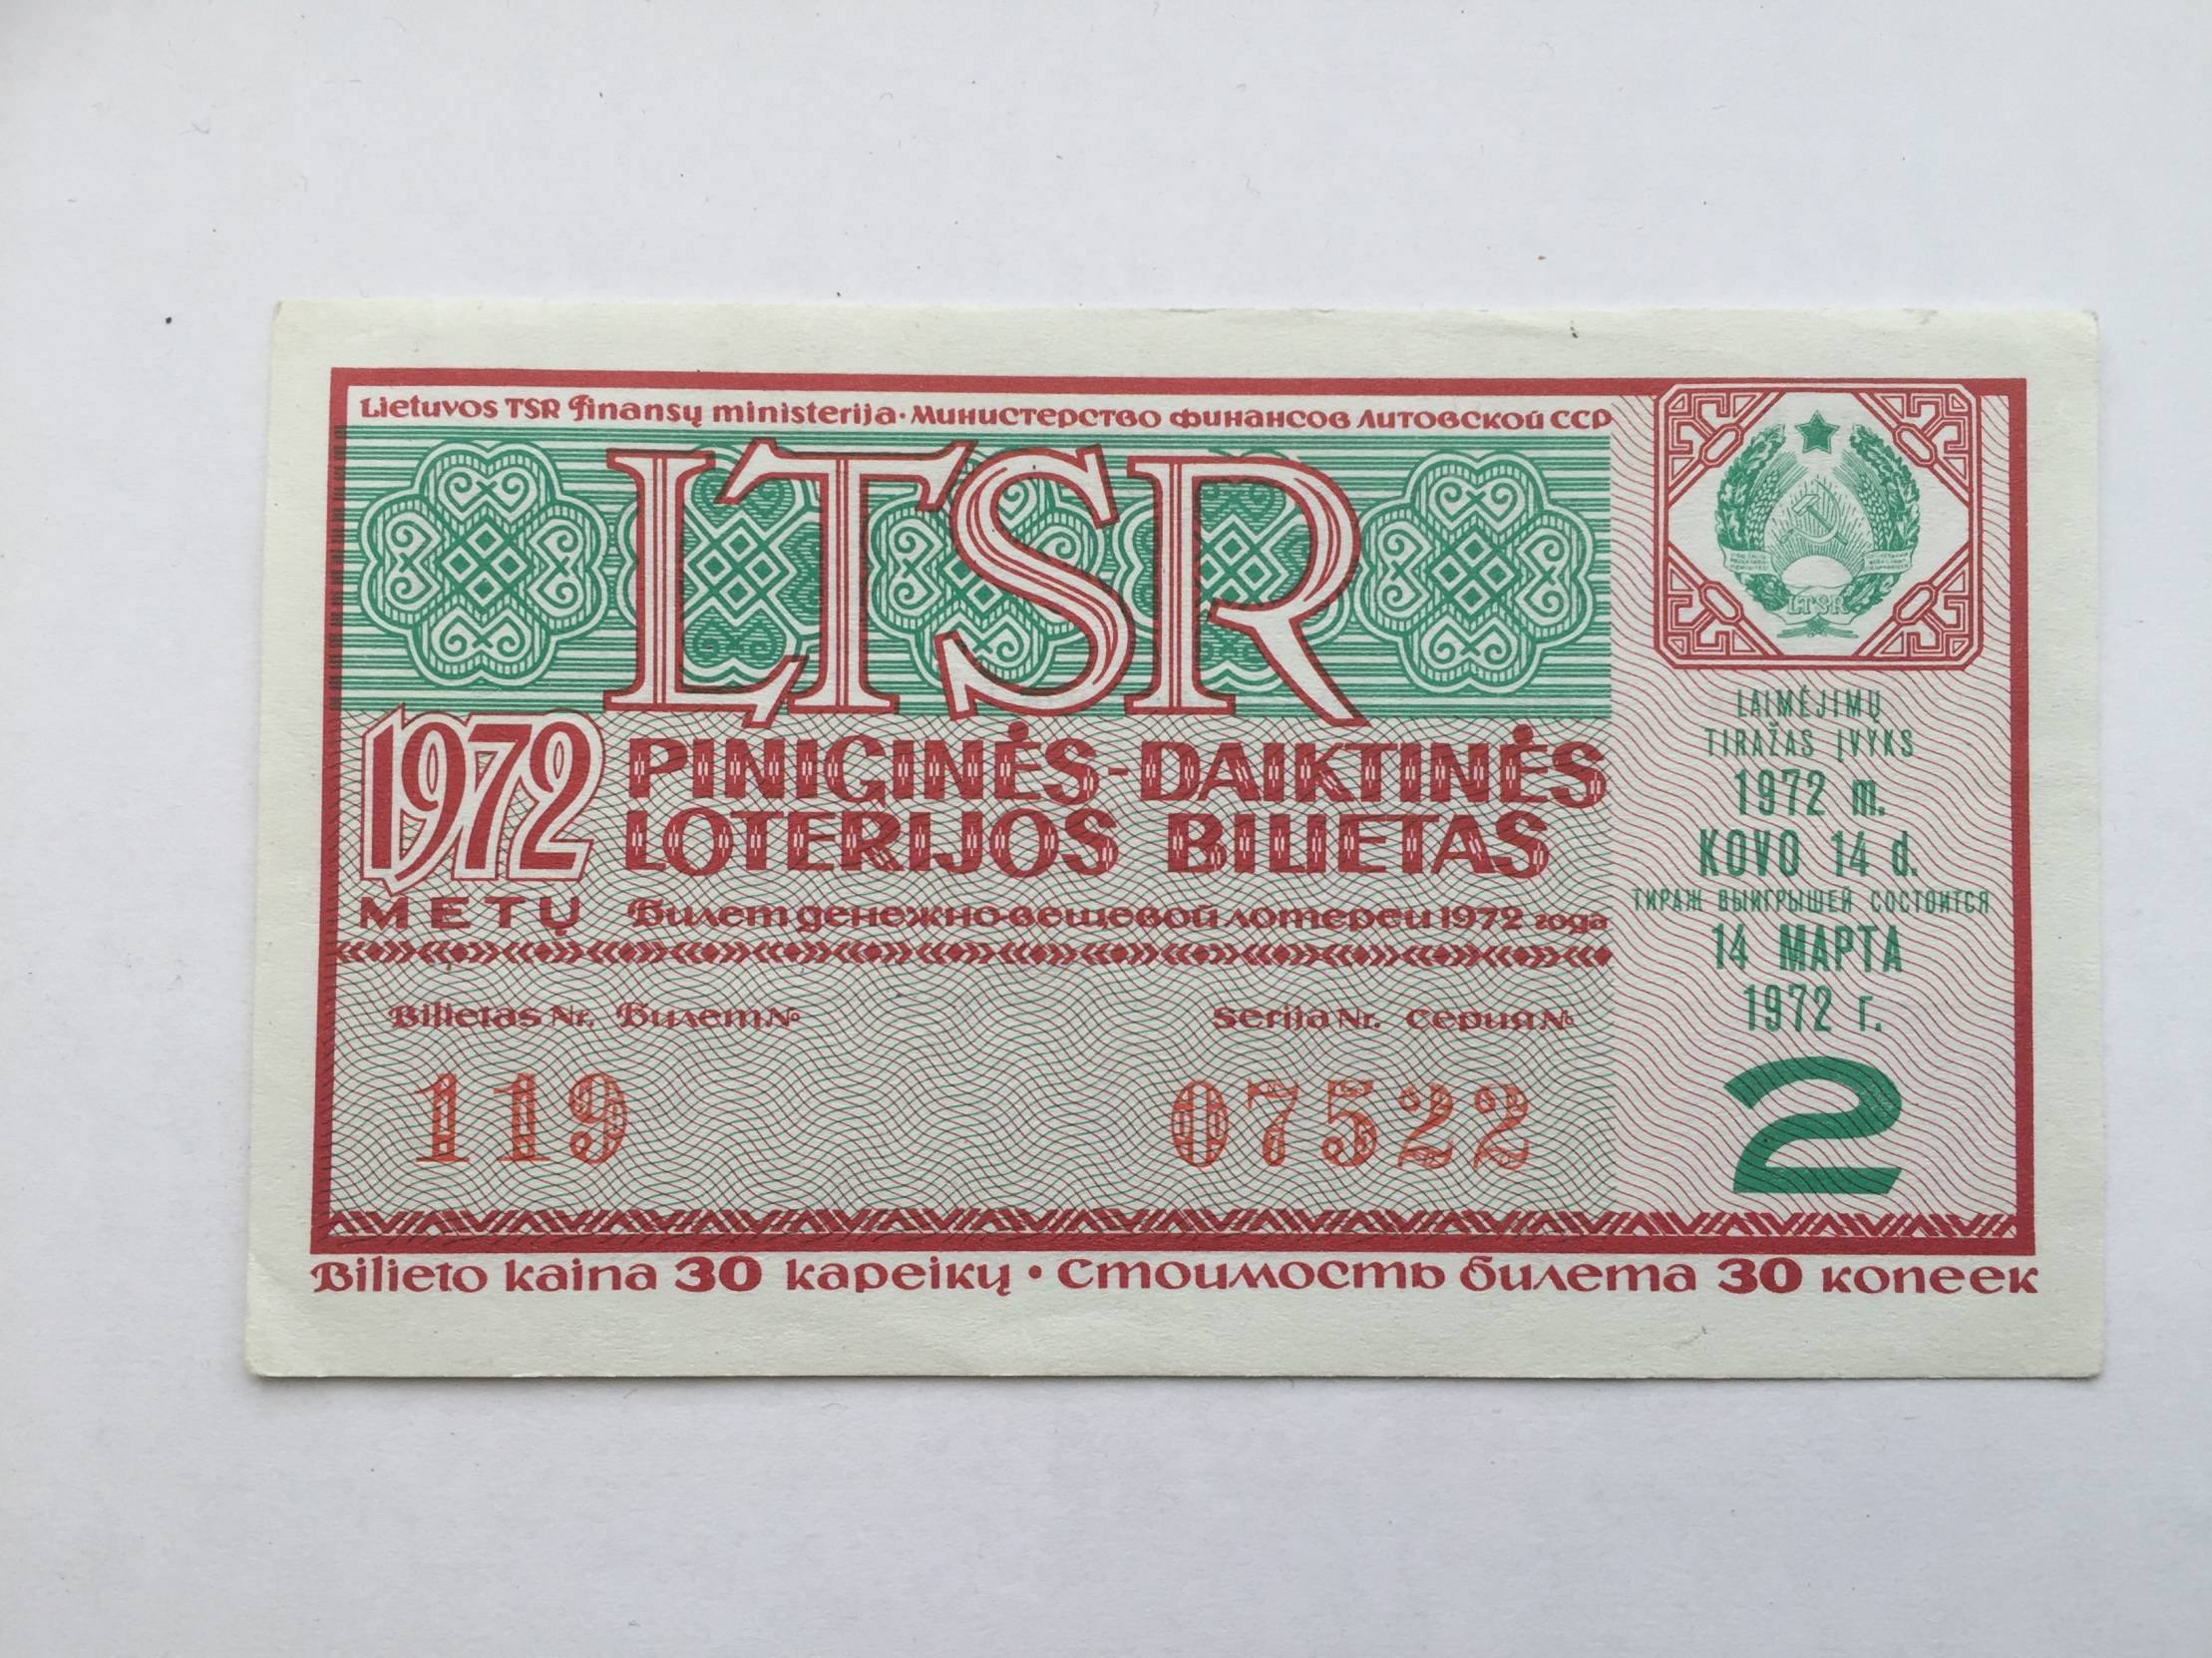 Lietuvos TSR finansų ministerija · Министерство финансов Литовской ССР
LTSR
1972
METŲ
PINIGINĖS-DAIKTINĖS
LOTERIJOS BILIETAS
Билет денежно-вещевой лотереи 1972 года
Bilietas Nr. Билет №
119
Serija Nr. Серия №
07522
LTSR
LAIMĖJIMŲ
TIRAŽAS ĮVYKS
1972 m.
KOVO 14 d.
ТИРАЖ ВЫИГРЫШЕЙ СОСТОИТСЯ
14 МАРТА
1972 г.
2
Bilieto kaina 30 kapeikų • Стоимость билета 30 копеек